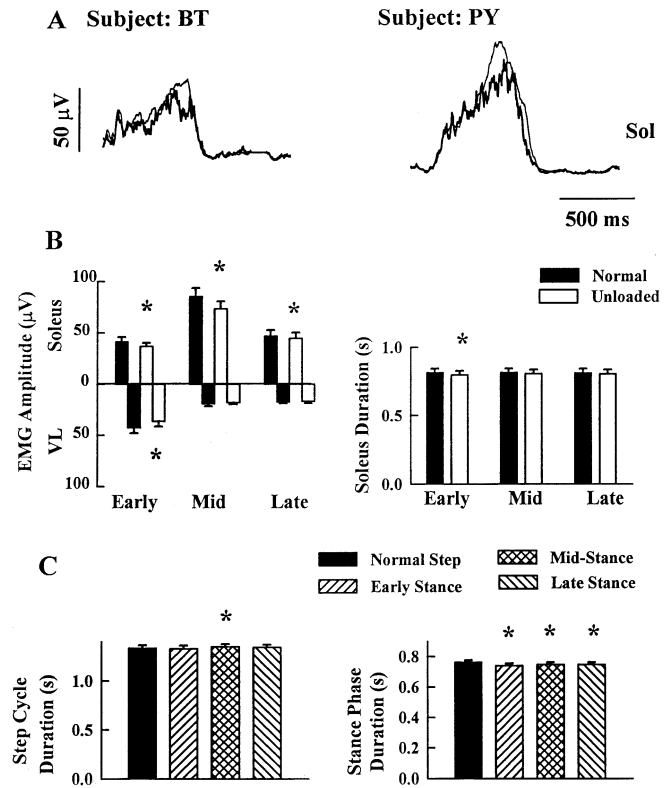 A Subject: BT Subject: PY
50 μV
Sol
500 ms
B
Normal
Unloaded
EMG Amplitude (μV)
VL Soleus
100
50
0
50
100
* * *
*
Early Mid Late
Soleus Duration (s)
1.0
0.5
0.0
*
Early Mid Late
C
Normal Step Mid-Stance
Early Stance Late Stance
Step Cycle
Duration (s)
1.0
0.5
0.0
*
Stance Phase
Duration (s)
0.8
0.6
0.4
0.2
0.0
* * *